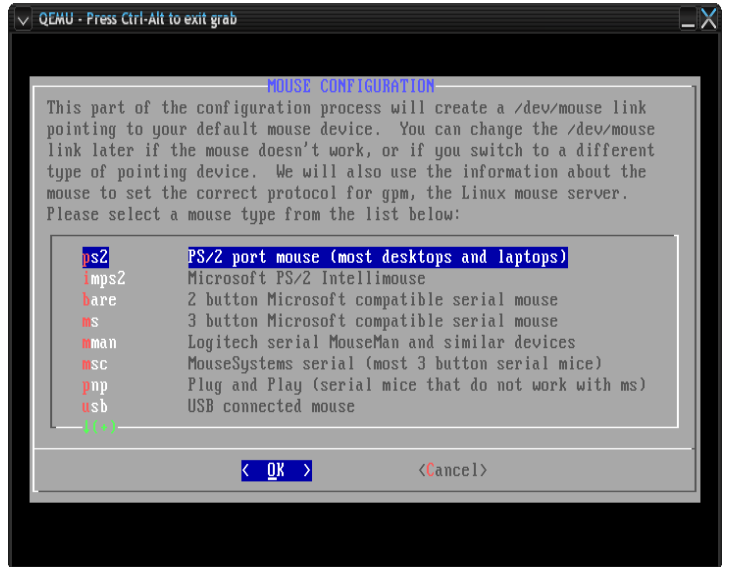 QEMU - Press Ctrl-Alt to exit grab
MOUSE CONFIGURATION
This part of the configuration process will create a /dev/mouse link
pointing to your default mouse device.  You can change the /dev/mouse
link later if the mouse doesn't work, or if you switch to a different
type of pointing device.  We will also use the information about the
mouse to set the correct protocol for gpm, the Linux mouse server.
Please select a mouse type from the list below:
ps2 PS/2 port mouse (most desktops and laptops)
imps2 Microsoft PS/2 Intellimouse
bare 2 button Microsoft compatible serial mouse
ms 3 button Microsoft compatible serial mouse
mman Logitech serial MouseMan and similar devices
msc MouseSystems serial (most 3 button serial mice)
pnp Plug and Play (serial mice that do not work with ms)
usb USB connected mouse
↓(+)
< OK > <Cancel>